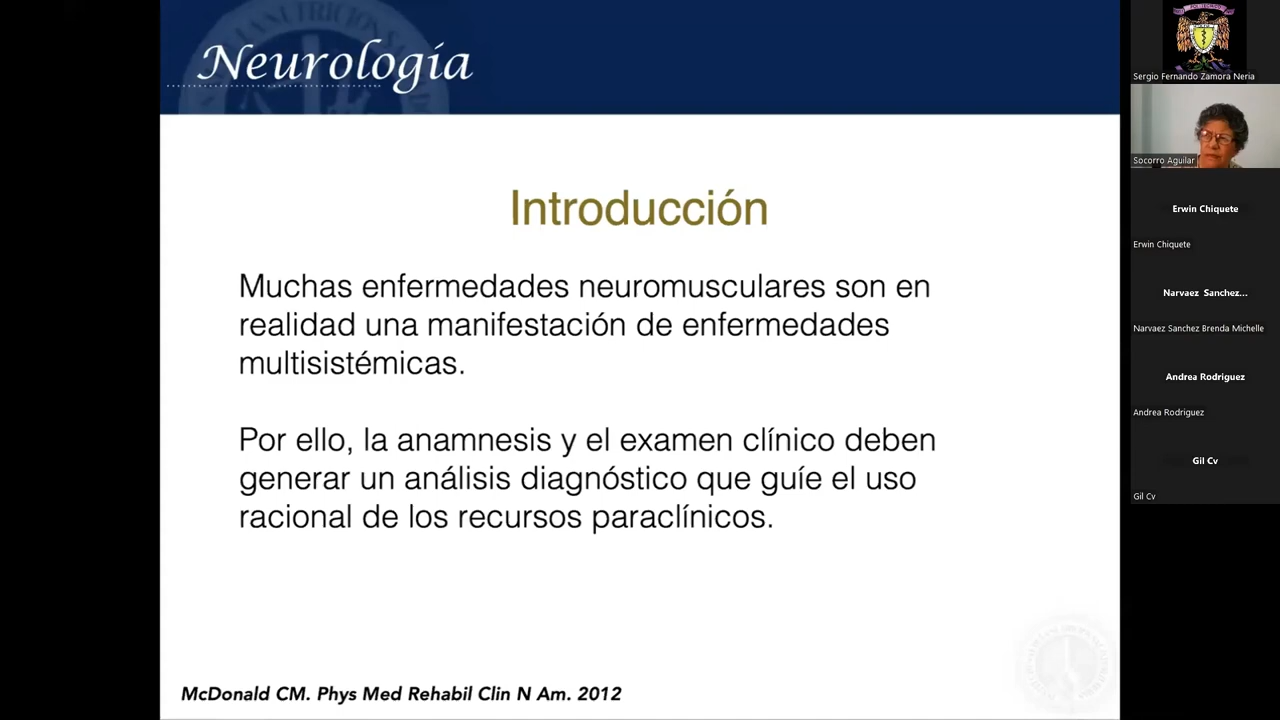 Neurología
Introducción
Muchas enfermedades neuromusculares son en
realidad una manifestación de enfermedades
multisistémicas.
Por ello, la anamnesis y el examen clínico deben
generar un análisis diagnóstico que guíe el uso
racional de los recursos paraclínicos.
McDonald CM. Phys Med Rehabil Clin N Am. 2012
Sergio Fernando Zamora Neria
Socorro Aguilar
Erwin Chiquete
Erwin Chiquete
Narvaez Sanchez...
Narvaez Sanchez Brenda Michelle
Andrea Rodriguez
Andrea Rodriguez
Gil Cv
Gil Cv